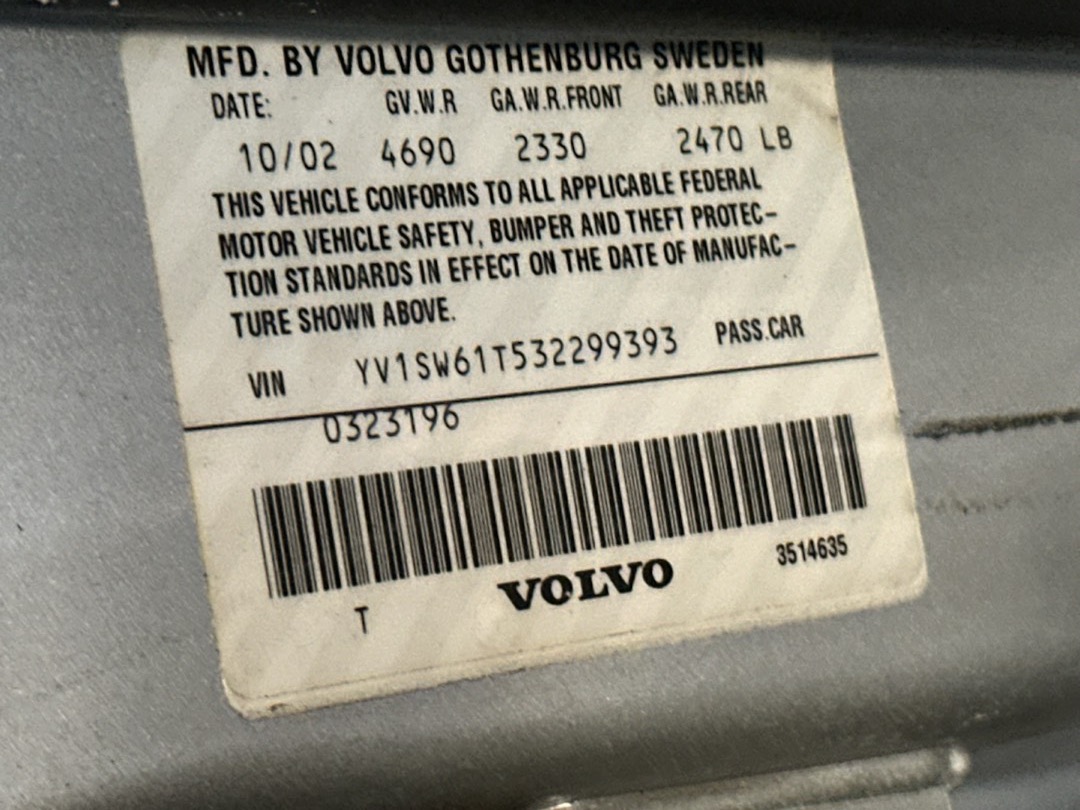 MFD. BY VOLVO GOTHENBURG SWEDEN
DATE: GV.W.R GA.W.R.FRONT GA.W.R.REAR
10/02 4690 2330 2470 LB
THIS VEHICLE CONFORMS TO ALL APPLICABLE FEDERAL
MOTOR VEHICLE SAFETY, BUMPER AND THEFT PROTEC-
TION STANDARDS IN EFFECT ON THE DATE OF MANUFAC-
TURE SHOWN ABOVE.
VIN YV1SW61T532299393 PASS.CAR
0323196
3514635
VOLVO
T